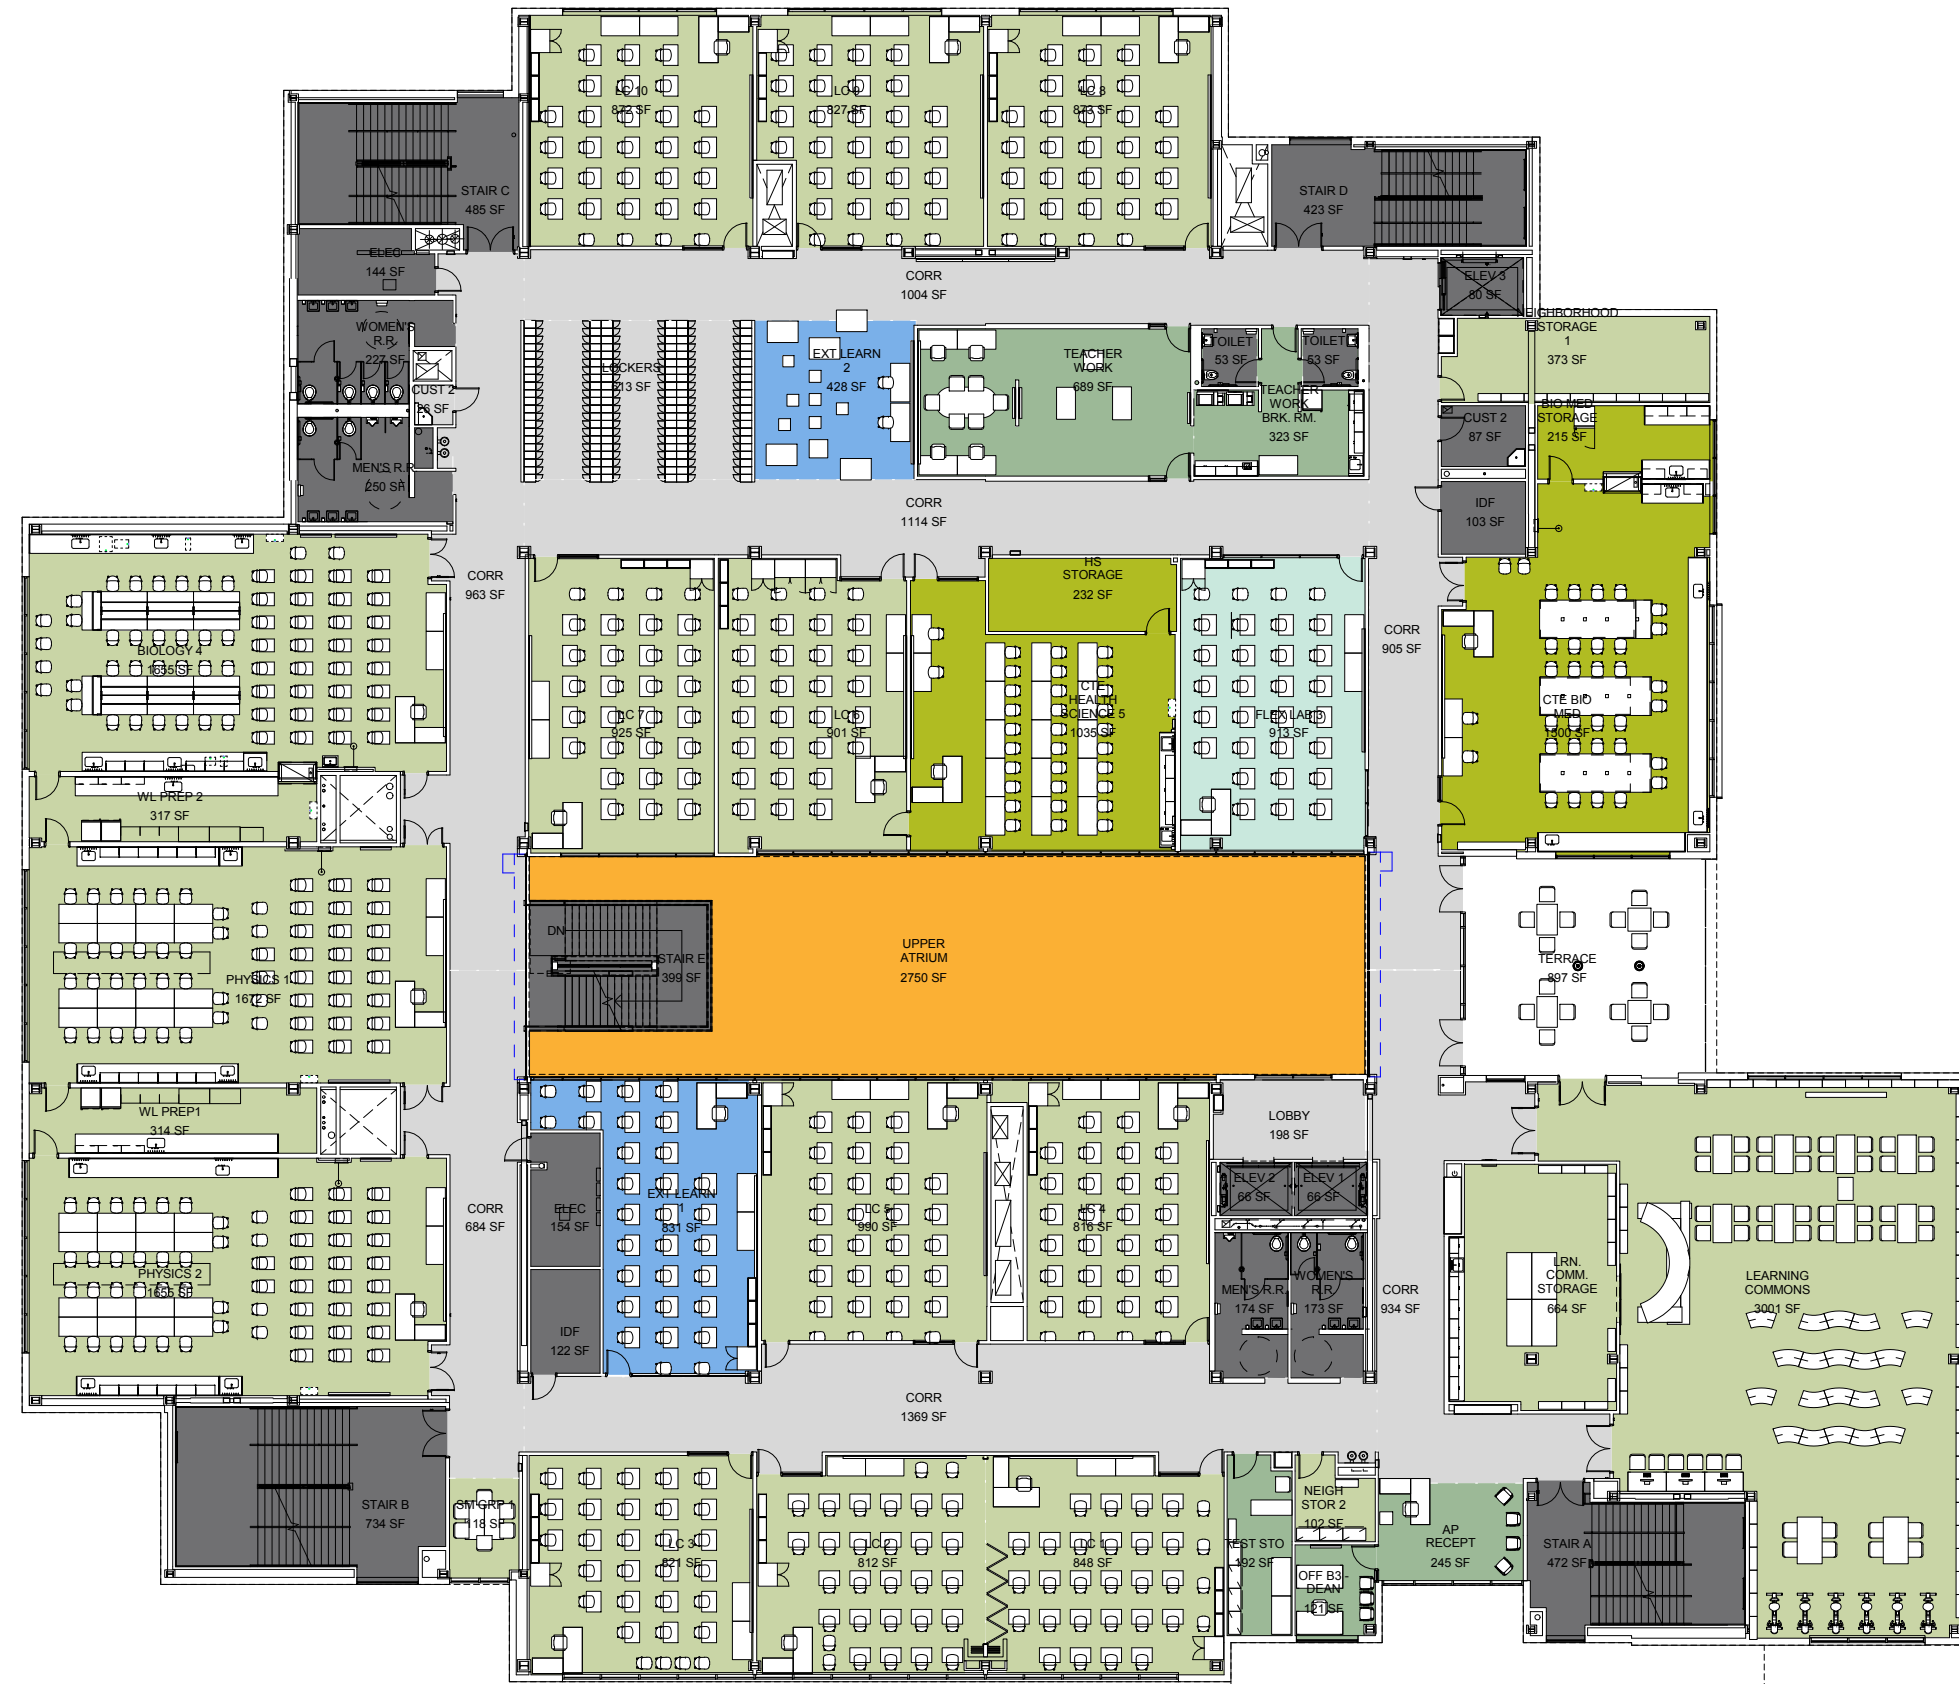 LC 10
872 SF
LC 9
827 SF
LC 8
873 SF
STAIR C
485 SF
STAIR D
423 SF
ELEC
144 SF
CORR
1004 SF
ELEV 3
80 SF
WOMEN'S
R.R.
227 SF
CUST 2
26 SF
LOCKERS
EXT LEARN
2
428 SF
TEACHER
WORK
689 SF
TOILET
53 SF
TOILET
53 SF
TEACHER
WORK
BRK. RM.
323 SF
NEIGHBORHOOD
STORAGE
1
373 SF
CUST 2
87 SF
BIO MED
STORAGE
215 SF
MEN'S R.R.
250 SF
CORR
1114 SF
IDF
103 SF
CORR
963 SF
HS
STORAGE
232 SF
CORR
905 SF
BIOLOGY 4
1655 SF
LC 7
925 SF
LC 6
901 SF
CTE
HEALTH
SCIENCE 5
1035 SF
FLEX LAB 3
913 SF
CTE BIO
MED
1500 SF
WL PREP 2
317 SF
DN
STAIR E
399 SF
UPPER
ATRIUM
2750 SF
TERRACE
897 SF
PHYSICS 1
1672 SF
WL PREP1
314 SF
LOBBY
198 SF
ELEV 2
66 SF
ELEV 1
66 SF
CORR
684 SF
ELEC
154 SF
EXT LEARN
1
831 SF
LC 5
990 SF
LC 4
816 SF
PHYSICS 2
1655 SF
MEN'S R.R.
174 SF
WOMEN'S
R.R.
173 SF
CORR
934 SF
LRN.
COMM.
STORAGE
664 SF
LEARNING
COMMONS
3001 SF
IDF
122 SF
CORR
1369 SF
STAIR B
734 SF
SM GRP 1
118 SF
LC 3
821 SF
LC 2
812 SF
LC 1
848 SF
TEST STO
192 SF
NEIGH
STOR 2
102 SF
OFF B3 -
DEAN
121 SF
AP
RECEPT
245 SF
STAIR A
472 SF